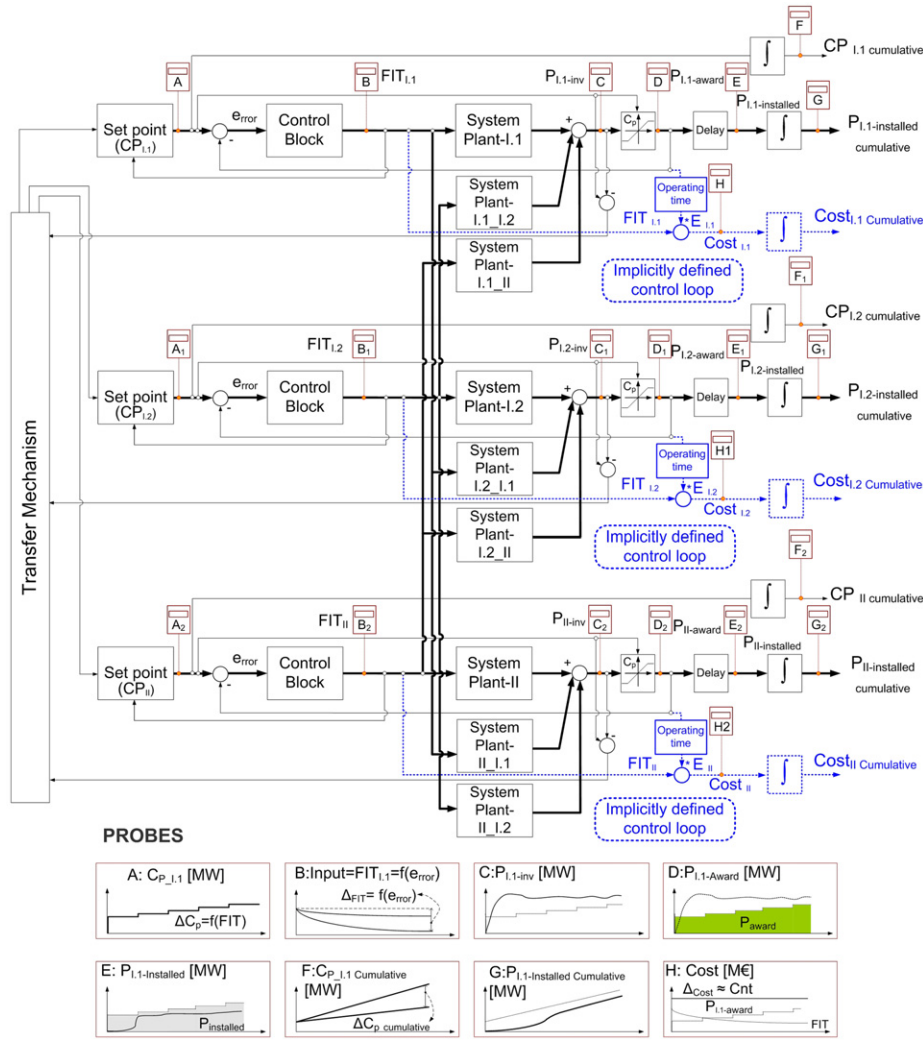 F
CP I.1 cumulative
A
FIT I.1
B
P I.1-inv
C
D
P I.1-award
E
P I.1-installed
G
Set point
(CP I.1)
e rror
-
Control
Block
System
Plant-I.1
+
C p
Delay
∫
∫
P I.1-installed
cumulative
System
Plant-
I.1_I.2
-
Operating
time
H
FIT I.1
* E I.1
Cost I.1
∫
Cost I.1 Cumulative
System
Plant-
I.1_II
Implicitly defined
control loop
Transfer Mechanism
F1
CP I.2 cumulative
A1
FIT I.2
B1
P I.2-inv
C1
D1
P I.2-award
E1
P I.2-installed
G1
Set point
(CP I.2)
e rror
-
Control
Block
System
Plant-I.2
+
C p
Delay
∫
∫
P I.2-installed
cumulative
System
Plant-
I.2_I.1
-
Operating
time
H1
FIT I.2
* E I.2
Cost I.2
∫
Cost I.2 Cumulative
System
Plant-
I.2_II
Implicitly defined
control loop
F2
CP II cumulative
A2
FIT II
B2
P II-inv
C2
D2
P II-award
E2
P II-installed
G2
Set point
(CP II)
e rror
-
Control
Block
System
Plant-II
+
C p
Delay
∫
∫
P II-installed
cumulative
System
Plant-
II_I.1
-
Operating
time
H2
FIT II
* E II
Cost II
∫
Cost II Cumulative
System
Plant-
II_I.2
Implicitly defined
control loop
PROBES
A: C P_I.1 [MW]
ΔC p=f(FIT)
B:Input=FIT I.1=f(e rror)
Δ FIT= f(e rror)
C:P I.1-inv [MW]
D:P I.1-Award [MW]
P award
E: P I.1-Installed [MW]
P installed
F:C P_I.1 Cumulative
[MW]
ΔC p cumulative
G:P I.1-Installed Cumulative
[MW]
H: Cost [M€]
Δ Cost ≈ Cnt
P I.1-award
FIT